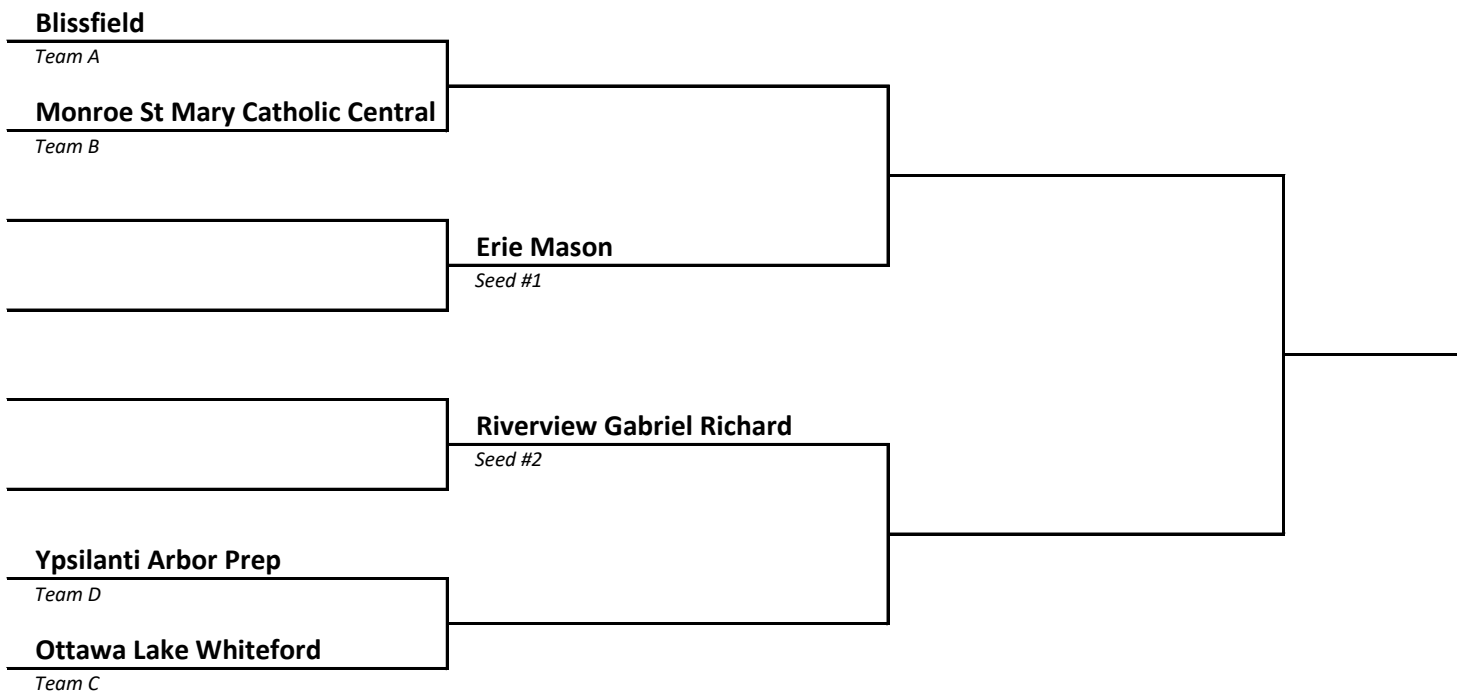 Blissfield
Team A
Monroe St Mary Catholic Central
Team B
Erie Mason
Seed #1
Riverview Gabriel Richard
Seed #2
Ypsilanti Arbor Prep
Team D
Ottawa Lake Whiteford
Team C